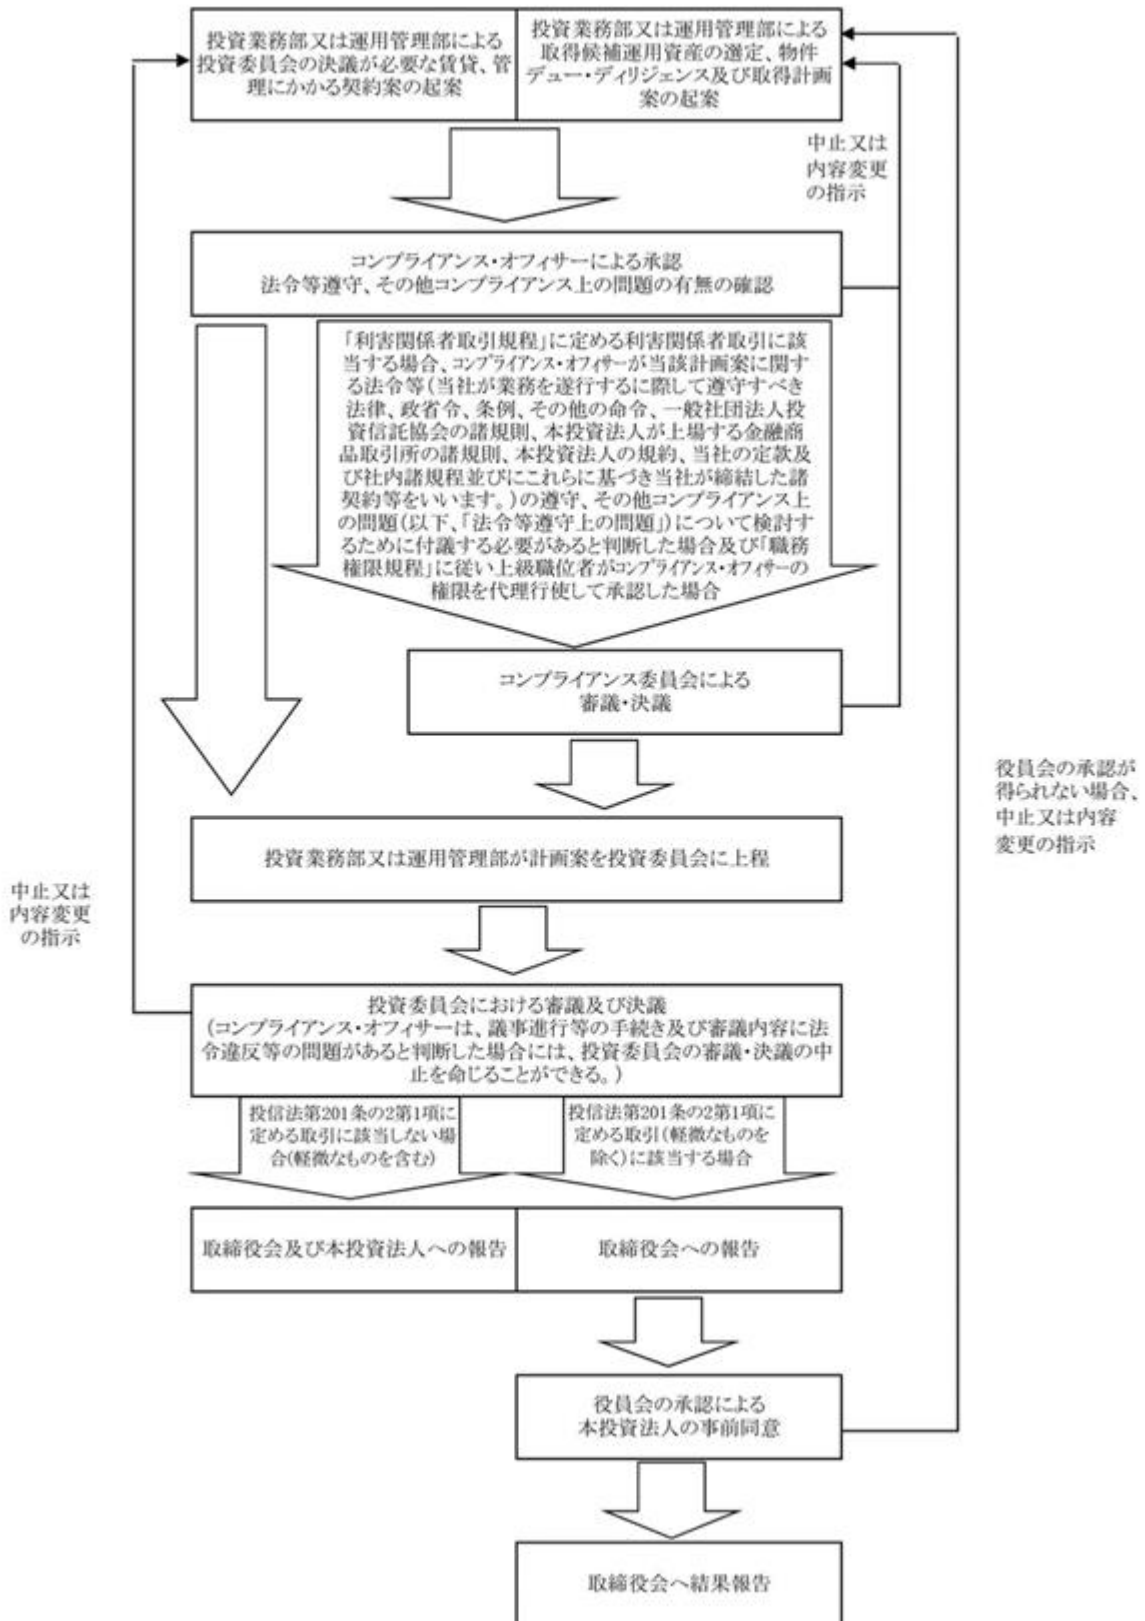 投資業務部又は運用管理部による
投資委員会の決議が必要な賃貸、管
理にかかる契約案の起案
投資業務部又は運用管理部による
取得候補運用資産の選定、物件
デュー・ディリジェンス及び取得計画
案の起案
中止又は
内容変更
の指示
コンプライアンス・オフィサーによる承認
法令等遵守、その他コンプライアンス上の問題の有無の確認
「利害関係者取引規程」に定める利害関係者取引に該
当する場合、コンプライアンス・オフィサーが当該計画案に関す
る法令等(当社が業務を遂行するに際して遵守すべき
法律、政省令、条例、その他の命令、一般社団法人投
資信託協会の諸規則、本投資法人が上場する金融商
品取引所の諸規則、本投資法人の規約、当社の定款及
び社内諸規程並びにこれらに基づき当社が締結した諸
契約等をいいます。)の遵守、その他コンプライアンス上
の問題(以下、「法令等遵守上の問題」)について検討す
るために付議する必要があると判断した場合及び「職務
権限規程」に従い上級職位者がコンプライアンス・オフィサーの
権限を代理行使して承認した場合
コンプライアンス委員会による
審議・決議
役員会の承認が
得られない場合、
中止又は内容
変更の指示
投資業務部又は運用管理部が計画案を投資委員会に上程
中止又は
内容変更
の指示
投資委員会における審議及び決議
(コンプライアンス・オフィサーは、議事進行等の手続き及び審議内容に法
令違反等の問題があると判断した場合には、投資委員会の審議・決議の中
止を命じることができる。)
投信法第201条の2第1項に
定める取引に該当しない場
合(軽微なものを含む)
投信法第201条の2第1項に
定める取引(軽微なものを
除く)に該当する場合
取締役会及び本投資法人への報告
取締役会への報告
役員会の承認による
本投資法人の事前同意
取締役会へ結果報告